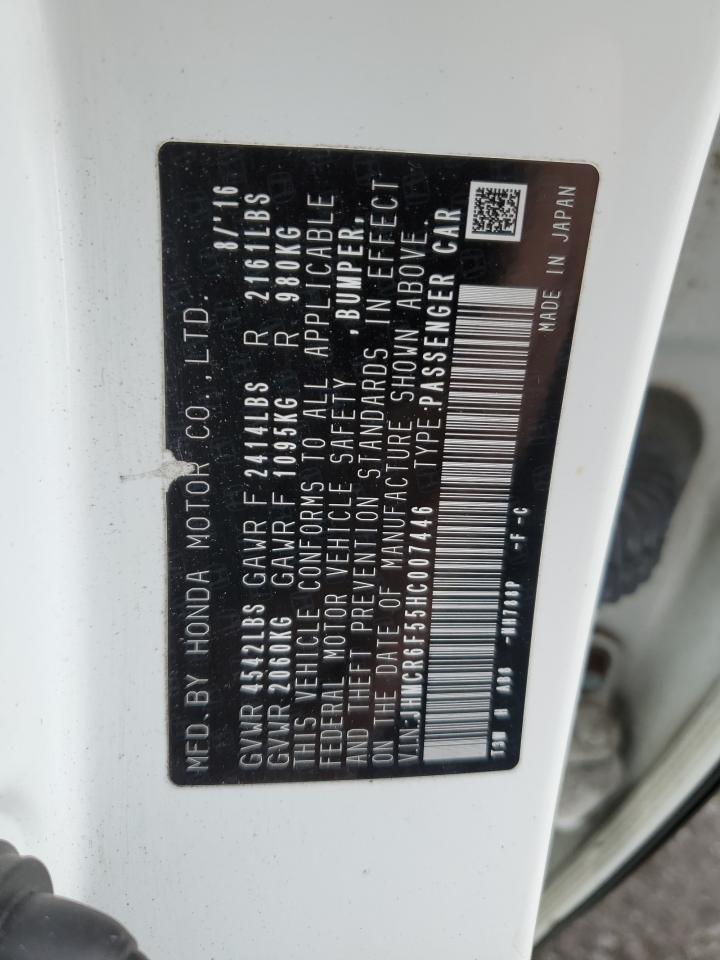 MFD. BY HONDA MOTOR CO., LTD. 8/'16
GVWR 4542LBS GAWR F 2414LBS R 2161LBS
GVWR 2060KG GAWR F 1095KG R 980KG
THIS VEHICLE CONFORMS TO ALL APPLICABLE
FEDERAL MOTOR VEHICLE SAFETY ,BUMPER,
AND THEFT PREVENTION STANDARDS IN EFFECT
ON THE DATE OF MANUFACTURE SHOWN ABOVE.
V.I.N:JHMCR6F55HC007446 TYPE:PASSENGER CAR
A86 -NH788P -F-C
MADE IN JAPAN